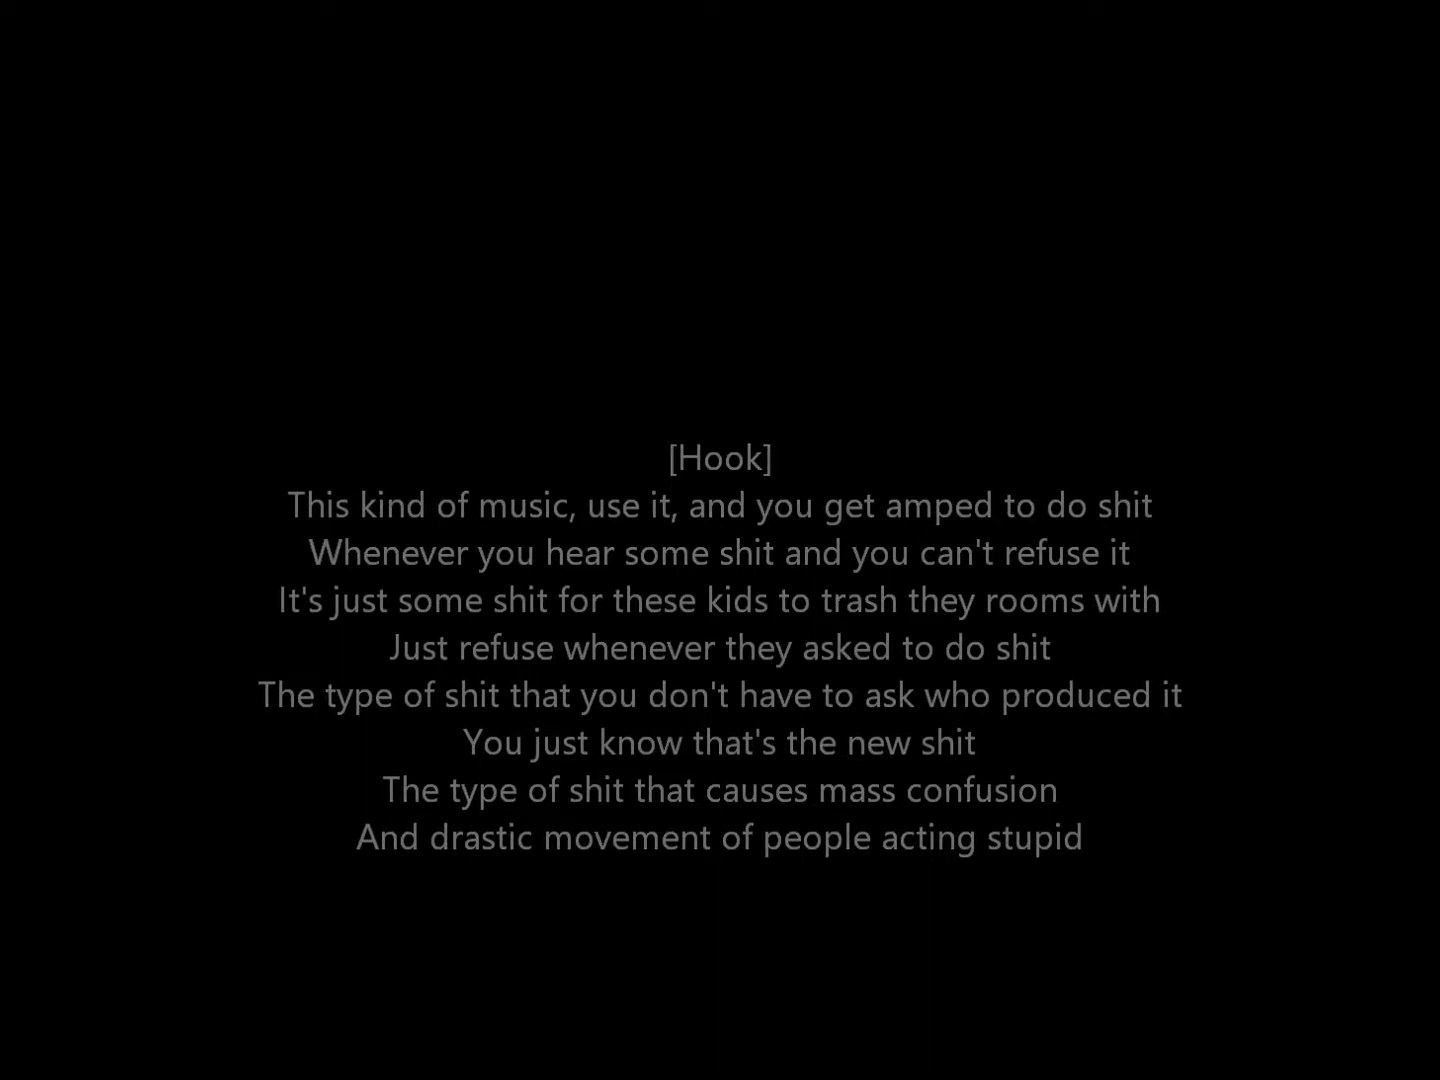 [Hook]
This kind of music, use it, and you get amped to do shit
Whenever you hear some shit and you can't refuse it
It's just some shit for these kids to trash they rooms with
Just refuse whenever they asked to do shit
The type of shit that you don't have to ask who produced it
You just know that's the new shit
The type of shit that causes mass confusion
And drastic movement of people acting stupid